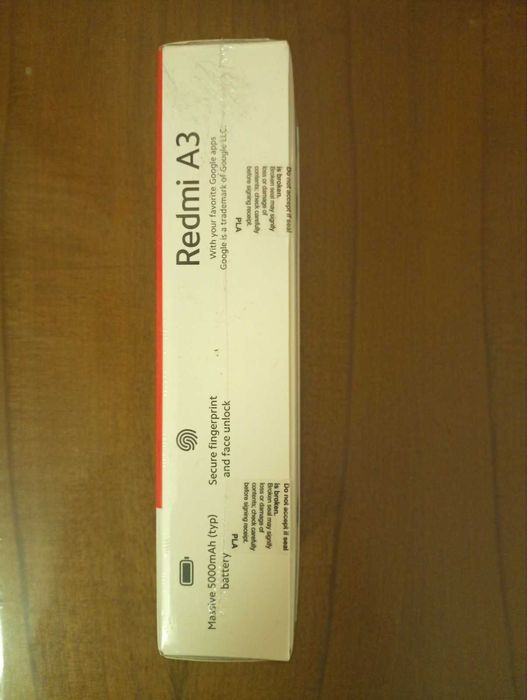 Redmi A3
With your favorite Google apps
Google is a trademark of Google LLC.
Secure fingerprint
and face unlock
Massive 5000mAh (typ)
battery
Do not accept if seal
is broken.
Broken seal may signify
loss or damage of
contents; check carefully
before signing receipt.
PLA
Do not accept if seal
is broken.
Broken seal may signify
loss or damage of
contents; check carefully
before signing receipt.
PLA